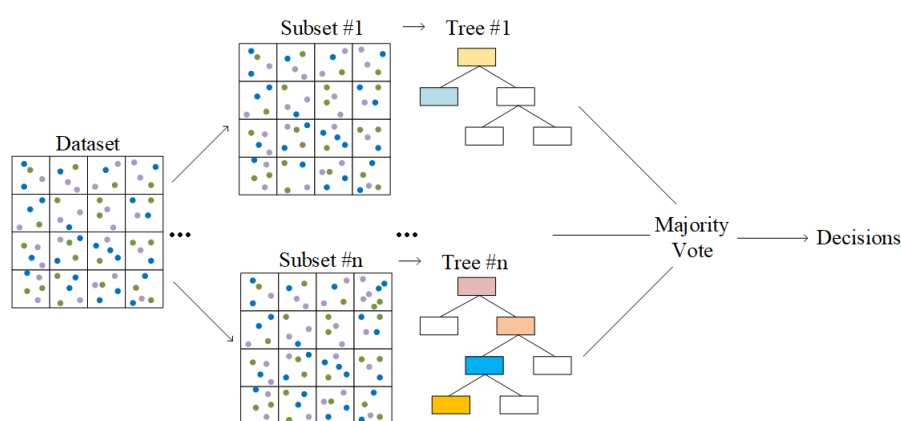 Subset #1
Tree #1
Dataset
Majority
Vote
Decisions
Subset #n
Tree #n